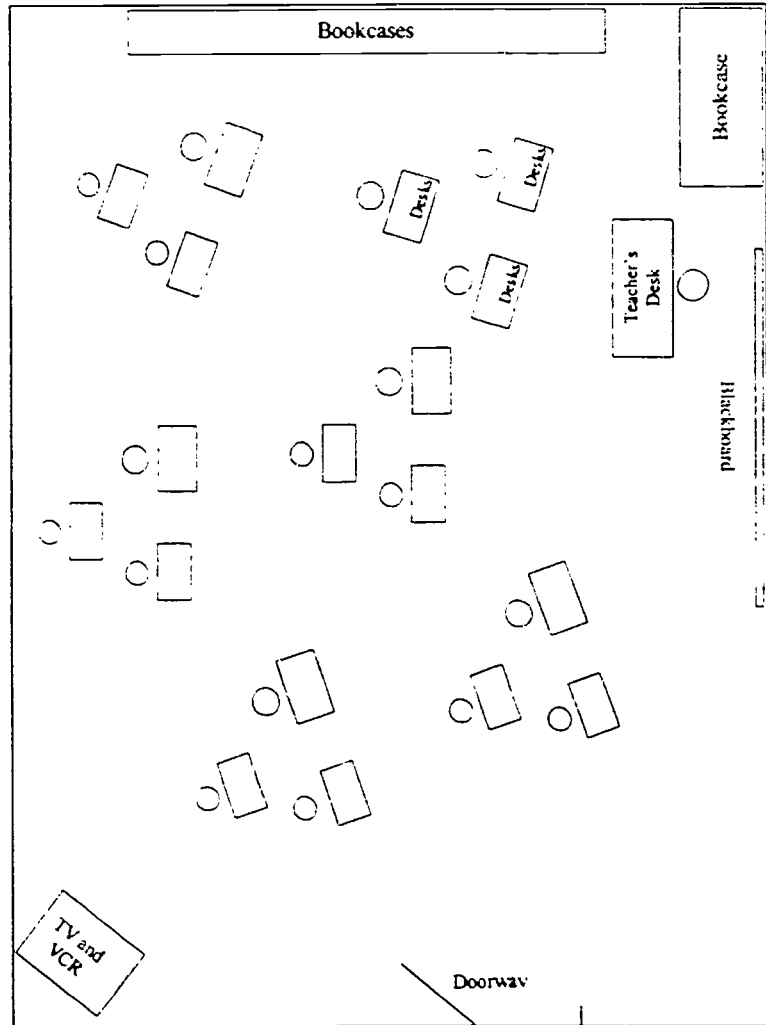 Bookcases
Bookcase
Desks
Desks
Desks
Teacher's
Desk
Blackboard
TV and
VCR
Doorway